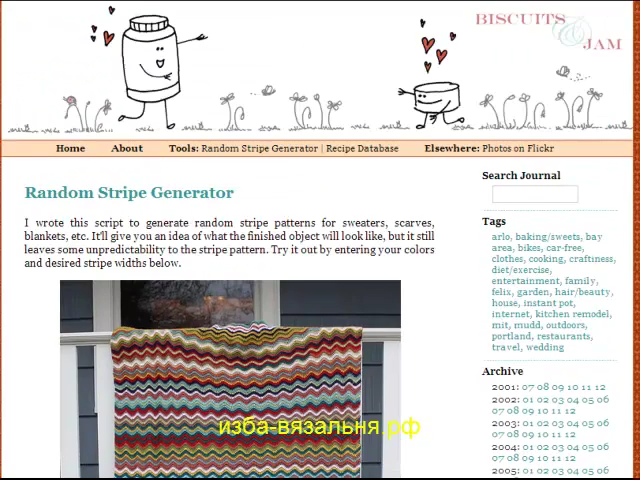 BISCUITS
&
JAM
Home About Tools: Random Stripe Generator | Recipe Database Elsewhere: Photos on Flickr
Random Stripe Generator
I wrote this script to generate random stripe patterns for sweaters, scarves,
blankets, etc. It'll give you an idea of what the finished object will look like, but it still
leaves some unpredictability to the stripe pattern. Try it out by entering your colors
and desired stripe widths below.
изба-вязальня.рф
Search Journal
Tags
arlo, baking/sweets, bay
area, bikes, car-free,
clothes, cooking, craftiness,
diet/exercise,
entertainment, family,
felix, garden, hair/beauty,
house, instant pot,
internet, kitchen remodel,
mit, mudd, outdoors,
portland, restaurants,
travel, wedding
Archive
2001: 07 08 09 10 11 12
2002: 01 02 03 04 05 06
07 08 09 10 11 12
2003: 01 02 03 04 05 06
07 08 09 10 11 12
2004: 01 02 03 04 05 06
07 08 09 10 11 12
2005: 01 02 03 04 05 06